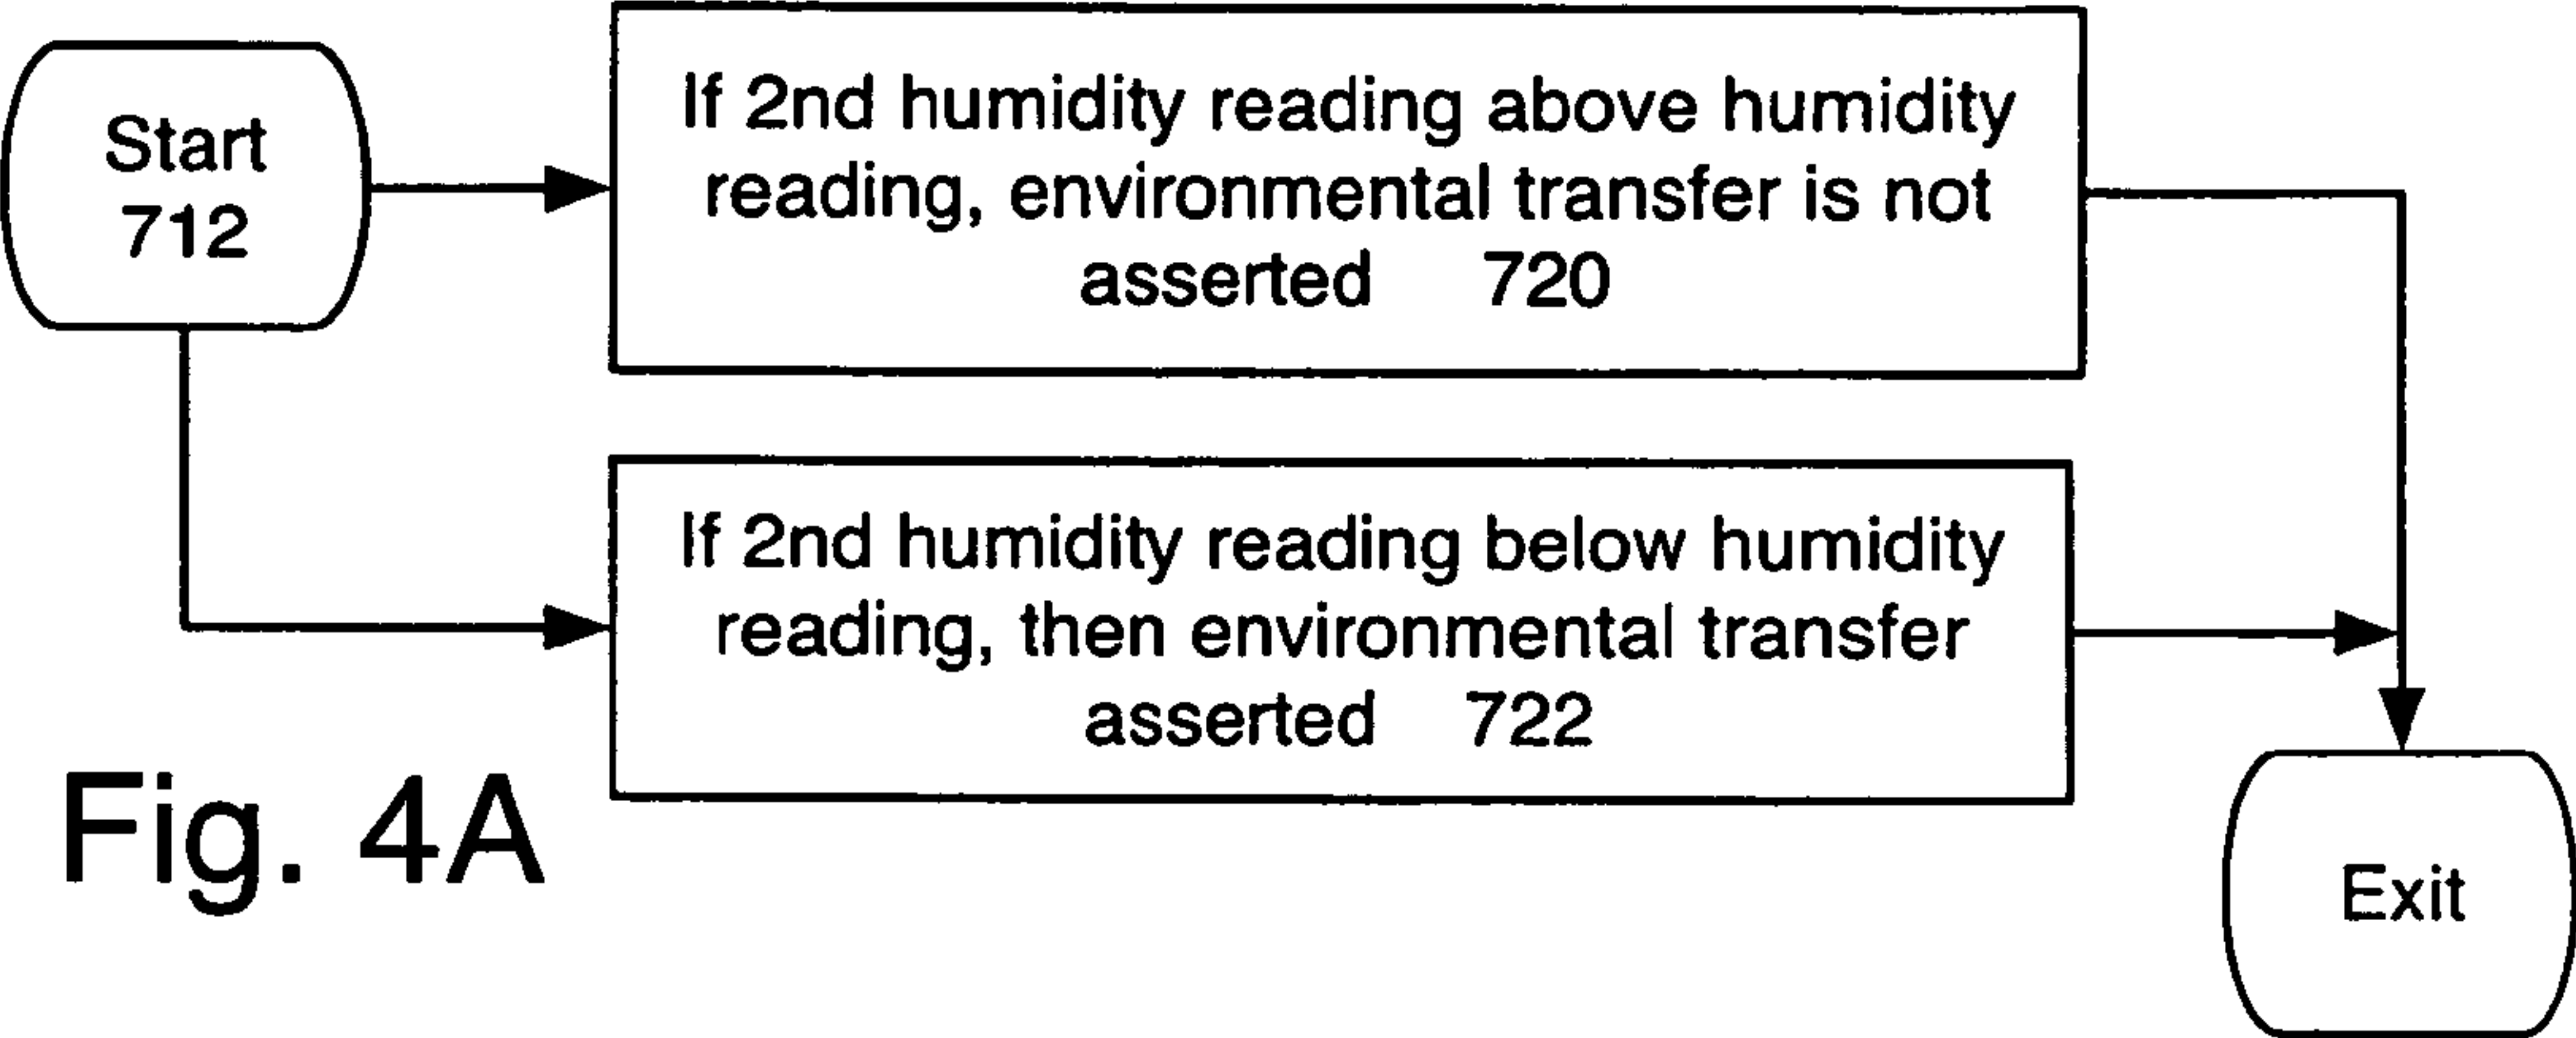 Start
712
If 2nd humidity reading above humidity
reading, environmental transfer is not
asserted 720
If 2nd humidity reading below humidity
reading, then environmental transfer
asserted 722
Fig. 4A
Exit